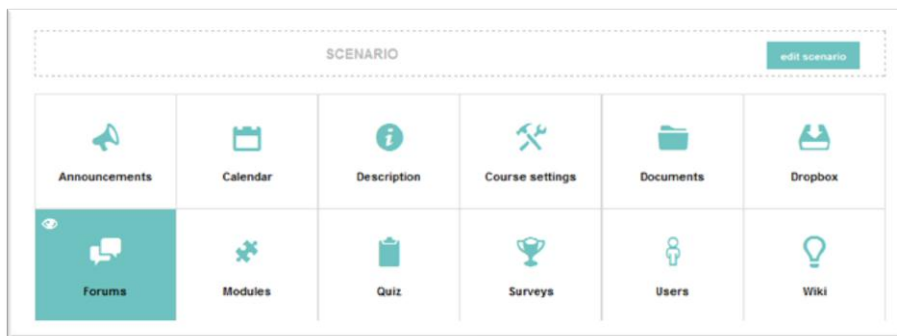 SCENARIO
edit scenario
Announcements
Calendar
Description
Course settings
Documents
Dropbox
Forums
Modules
Quiz
Surveys
Users
Wiki